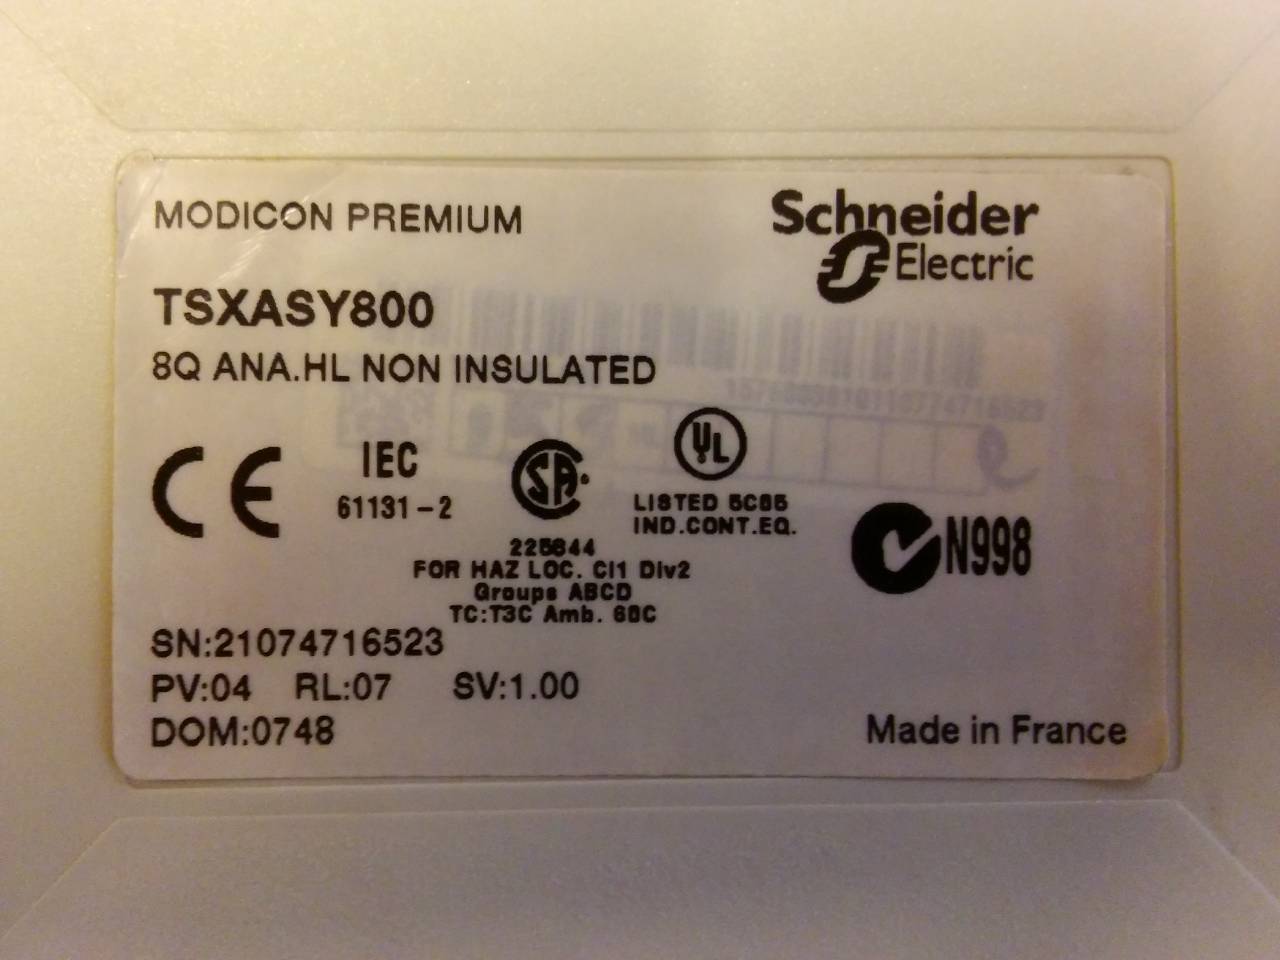 MODICON PREMIUM
Schneider
Electric
TSXASY800
8Q ANA.HL NON INSULATED
CE
IEC
61131-2
SA
UL
LISTED 5C85
IND.CONT.EQ.
225844
FOR HAZ LOC. Cl1 Div2
Groups ABCD
TC:T3C Amb. 60C
N998
SN:21074716523
PV:04 RL:07 SV:1.00
DOM:0748
Made in France